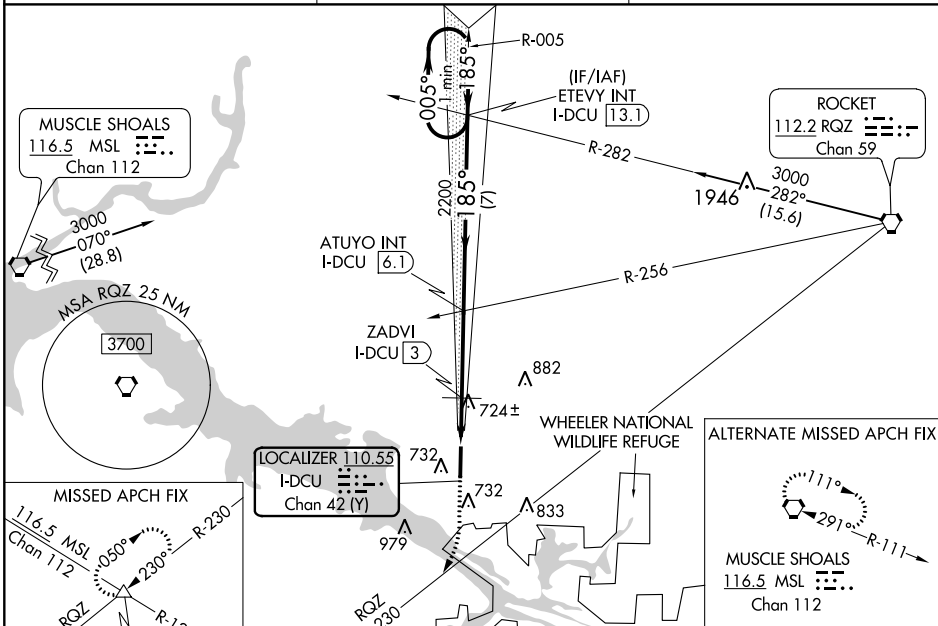 R-005
005°
1 min
185°
(IF/IAF)
ETEVY INT
I-DCU 13.1
MUSCLE SHOALS
116.5 MSL
Chan 112
ROCKET
112.2 RQZ
Chan 59
R-282
3000
282°
(15.6)
1946
2200
185°
(7)
3000
070°
(28.8)
ATUYO INT
I-DCU 6.1
R-256
MSA RQZ 25 NM
3700
ZADVI
I-DCU 3
882
724±
WHEELER NATIONAL
WILDLIFE REFUGE
LOCALIZER 110.55
I-DCU
Chan 42 (Y)
732
732
833
979
ALTERNATE MISSED APCH FIX
111°
291°
R-111
MUSCLE SHOALS
116.5 MSL
Chan 112
MISSED APCH FIX
116.5 MSL
Chan 112
050°
230°
R-230
RQZ
RQZ